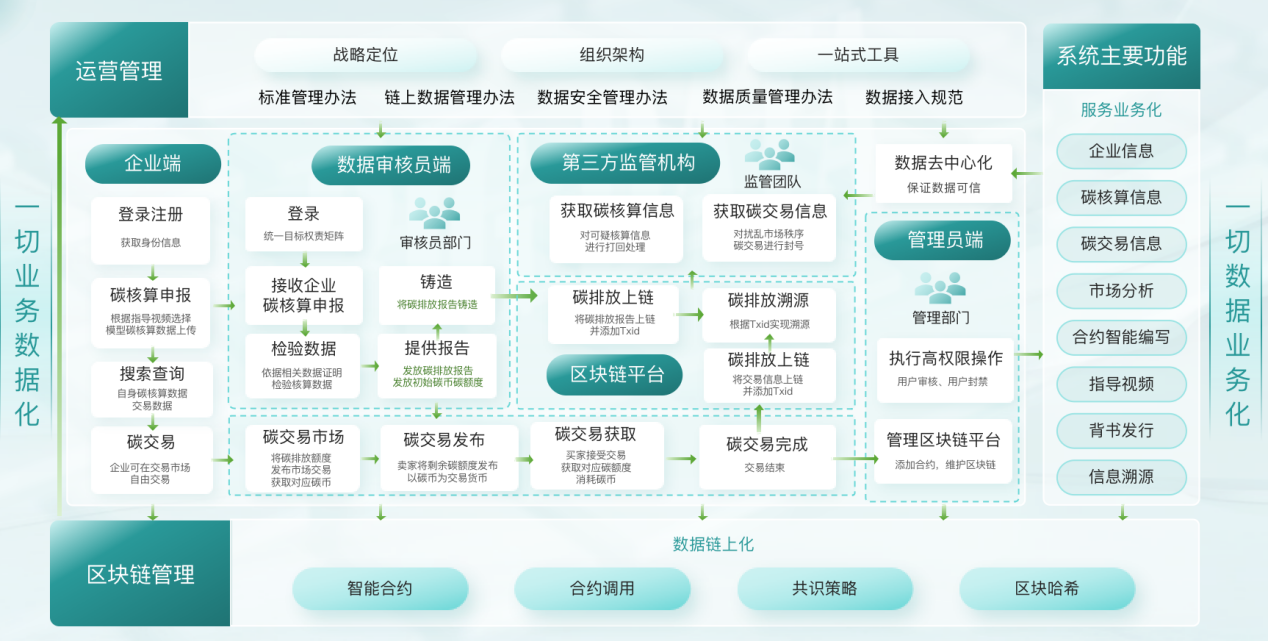 运营管理
战略定位
组织架构
一站式工具
标准管理办法
链上数据管理办法
数据安全管理办法
数据质量管理办法
数据接入规范
一切业务数据化
企业端
登录注册
获取身份信息
碳核算申报
根据指导视频选择
模型碳核算数据上传
搜索查询
自身碳核算数据
交易数据
碳交易
企业可在交易市场
自由交易
数据审核员端
审核员部门
登录
统一目标权责矩阵
接收企业
碳核算申报
检验数据
依据相关数据证明
检验核算数据
铸造
将碳排放报告铸造
提供报告
发放碳排放报告
发放初始碳币碳额度
第三方监管机构
监管团队
获取碳核算信息
对可疑核算信息
进行打回处理
获取碳交易信息
对扰乱市场秩序
碳交易进行封号
碳排放上链
将碳排放报告上链
并添加Txid
碳排放溯源
根据Txid实现溯源
区块链平台
碳排放上链
将交易信息上链
并添加Txid
碳交易市场
将碳排放额度
发布市场交易
获取对应碳币
碳交易发布
卖家将剩余碳额度发布
以碳币为交易货币
碳交易获取
买家接受交易
获取对应碳额度
消耗碳币
碳交易完成
交易结束
数据去中心化
保证数据可信
管理员端
管理部门
执行高权限操作
用户审核、用户封禁
管理区块链平台
添加合约，维护区块链
系统主要功能
服务业务化
企业信息
碳核算信息
碳交易信息
市场分析
合约智能编写
指导视频
背书发行
信息溯源
一切数据业务化
区块链管理
数据链上化
智能合约
合约调用
共识策略
区块哈希